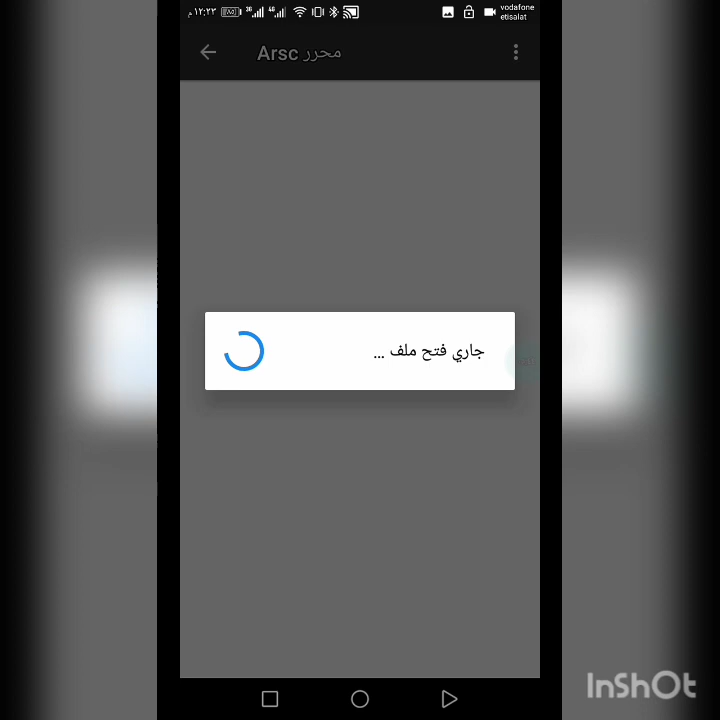 ١٢:٢٣ م
vodafone
etisalat
محرر Arsc
جاري فتح ملف ...
InShOt